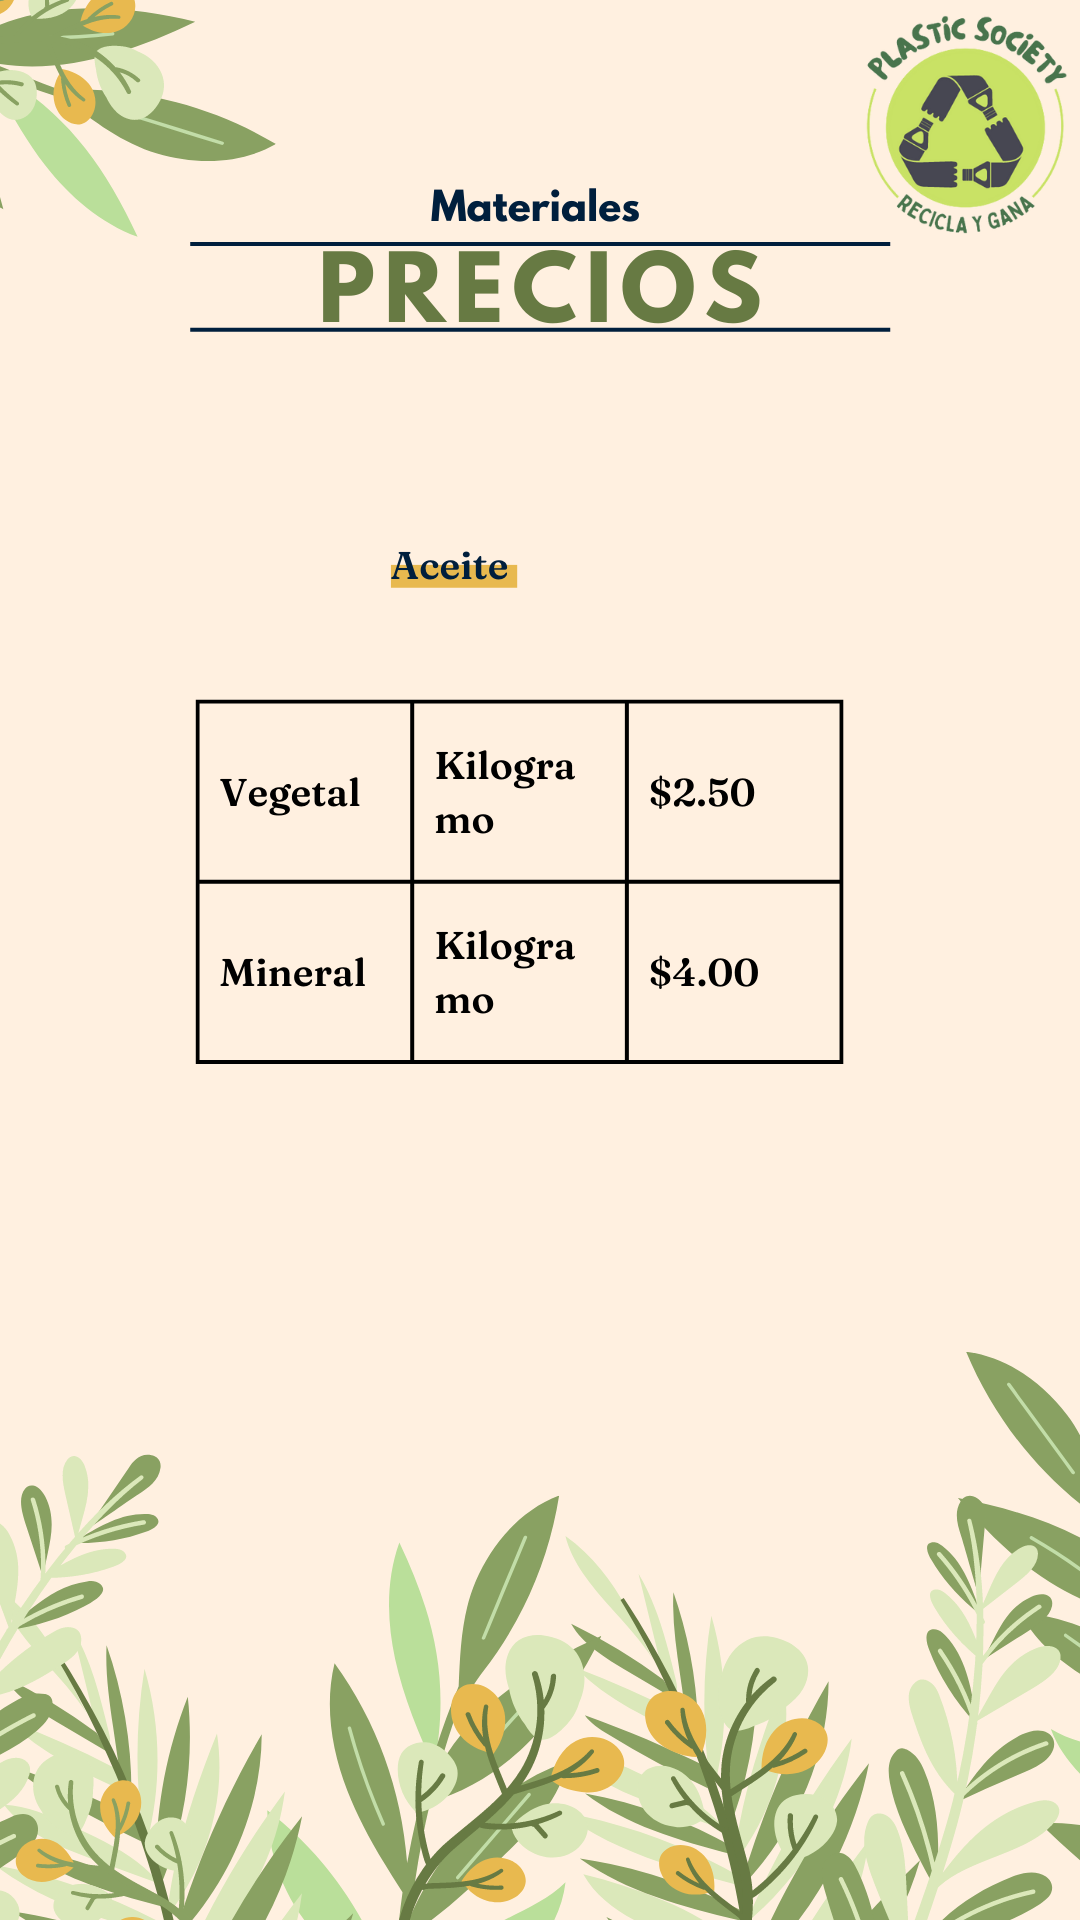 PLASTiC SOCiETY
RECICLA Y GANA
Materiales
PRECIOS
Aceite
Vegetal
Kilogra
mo
$2.50
Mineral
Kilogra
mo
$4.00